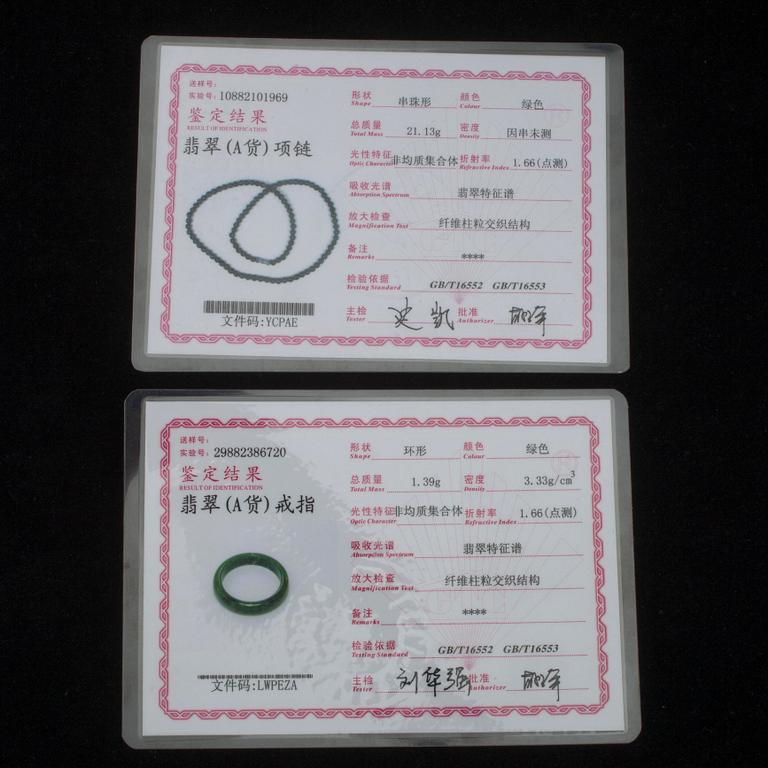 送样号:
实验号: 10882101969
鉴定结果
RESULT OF IDENTIFICATION
翡翠(A货)项链
文件码:YCPAE
形状 串珠形 颜色 绿色
Shape Colour
总质量 21.13g 密度 因串未测
Total Mass Density
光性特征 非均质集合体 折射率 1.66(点测)
Optic Character Refractive Index
吸收光谱 翡翠特征谱
Absorption Spectrum
放大检查 纤维柱粒交织结构
Magnification Test
备注 ****
Remarks
检验依据 GB/T16552 GB/T16553
Testing Standard
主检 史凯 批准
Tester Authorizer
送样号:
实验号: 29882386720
鉴定结果
RESULT OF IDENTIFICATION
翡翠(A货)戒指
文件码:LWPEZA
形状 环形 颜色 绿色
Shape Colour
总质量 1.39g 密度 3.33g/cm³
Total Mass Density
光性特征 非均质集合体 折射率 1.66(点测)
Optic Character Refractive Index
吸收光谱 翡翠特征谱
Absorption Spectrum
放大检查 纤维柱粒交织结构
Magnification Test
备注 ****
Remarks
检验依据 GB/T16552 GB/T16553
Testing Standard
主检 刘华强 批准
Tester Authorizer